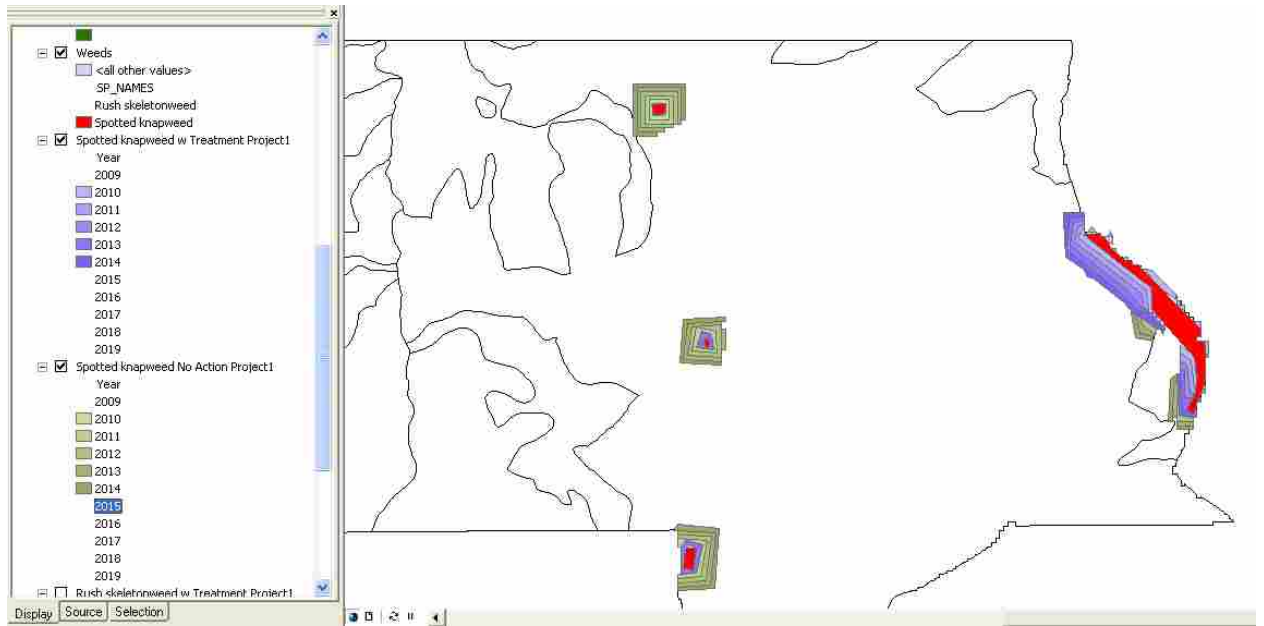 Weeds
<all other values>
SP_NAMES
Rush skeletonweed
Spotted knapweed
Spotted knapweed w Treatment Project1
Year
2009
2010
2011
2012
2013
2014
2015
2016
2017
2018
2019
Spotted knapweed No Action Project1
Year
2009
2010
2011
2012
2013
2014
2015
2016
2017
2018
2019
Rush skeletonweed w Treatment Project1
Display Source Selection